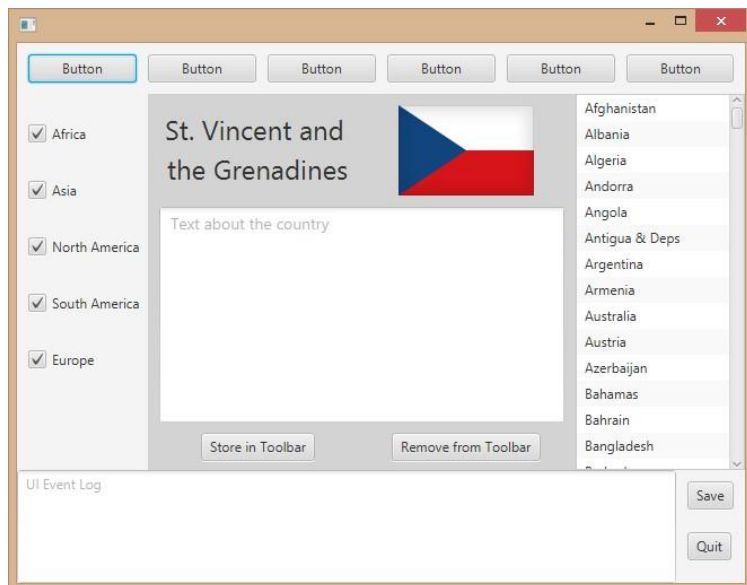 Button
Button
Button
Button
Button
Button
Africa
Asia
North America
South America
Europe
St. Vincent and
the Grenadines
Text about the country
Store in Toolbar
Remove from Toolbar
Afghanistan
Albania
Algeria
Andorra
Angola
Antigua & Deps
Argentina
Armenia
Australia
Austria
Azerbaijan
Bahamas
Bahrain
Bangladesh
UI Event Log
Save
Quit